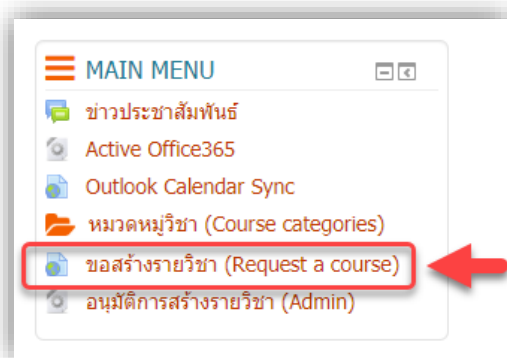 MAIN MENU
ข่าวประชาสัมพันธ์
Active Office365
Outlook Calendar Sync
หมวดหมู่วิชา (Course categories)
ขอสร้างรายวิชา (Request a course)
อนุมัติการสร้างรายวิชา (Admin)